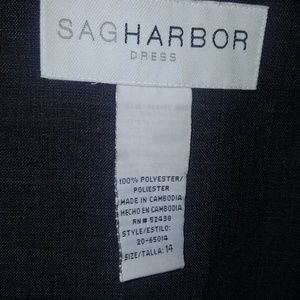 SAGHARBOR
DRESS
100% POLYESTER/
POLIESTER
MADE IN CAMBODIA
HECHO EN CAMBODIA
RN# 52438
STYLE/ESTILO:
20-65014
SIZE/TALLA: 14